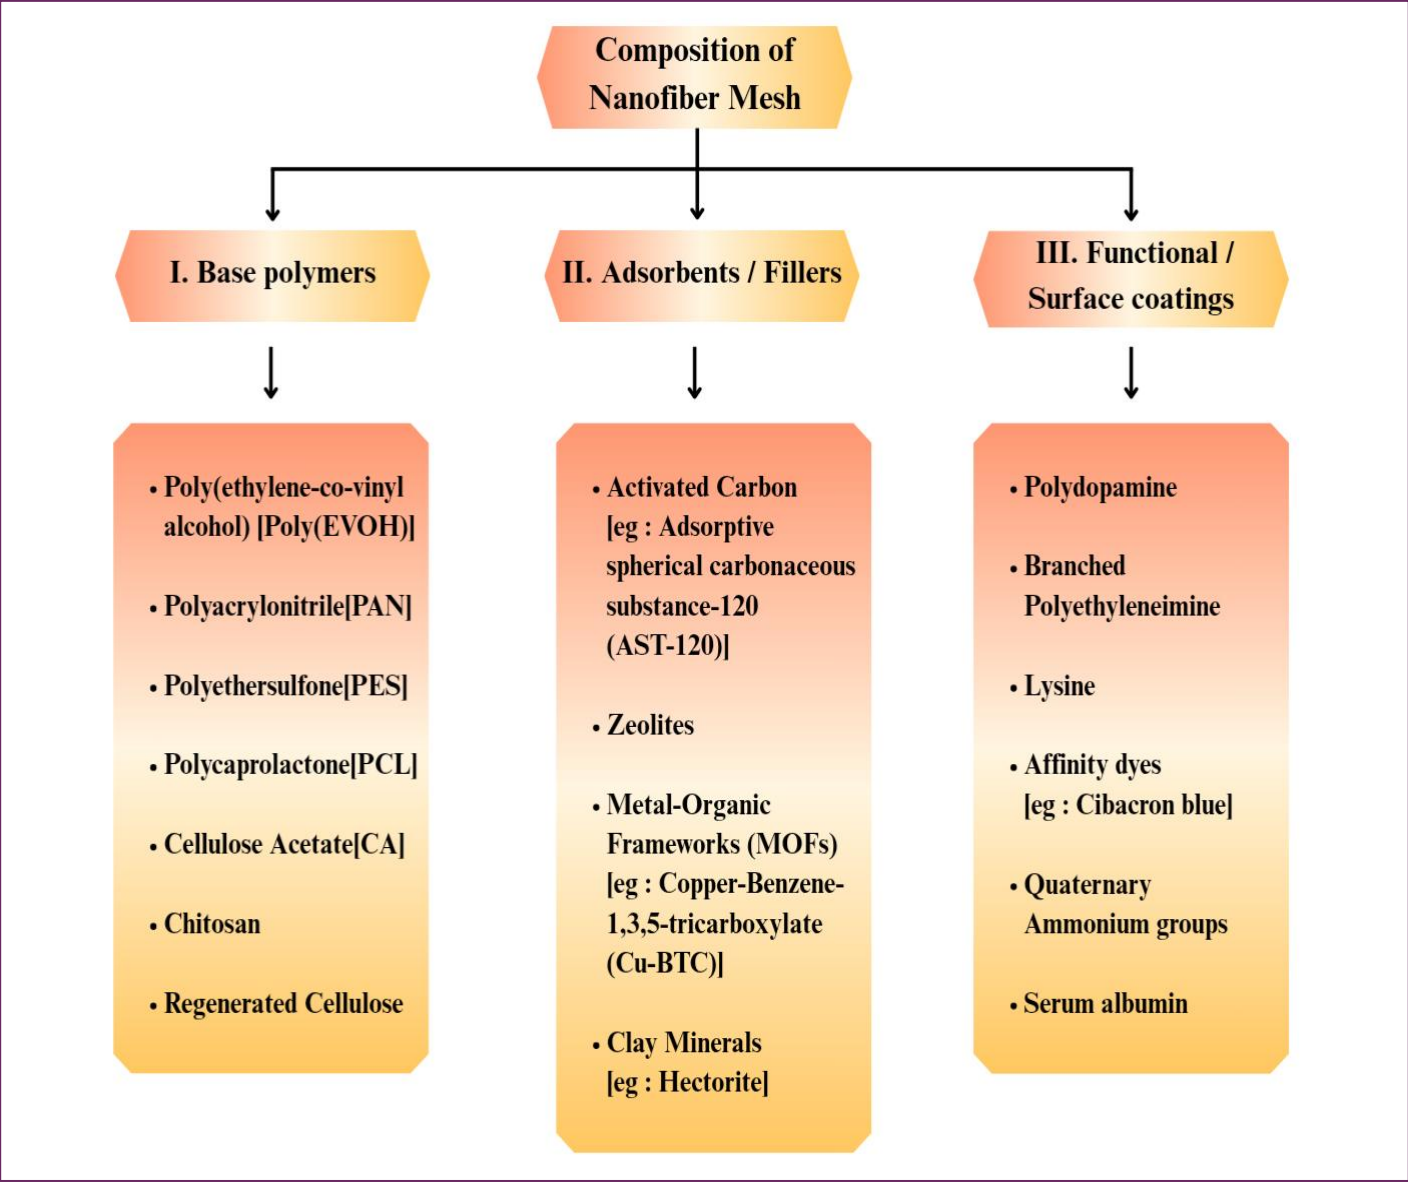 Composition of
Nanofiber Mesh
I. Base polymers
• Poly(ethylene-co-vinyl
alcohol) [Poly(EVOH)]
• Polyacrylonitrile[PAN]
• Polyethersulfone[PES]
• Polycaprolactone[PCL]
• Cellulose Acetate[CA]
• Chitosan
• Regenerated Cellulose
II. Adsorbents / Fillers
• Activated Carbon
[eg : Adsorptive
spherical carbonaceous
substance-120
(AST-120)]
• Zeolites
• Metal-Organic
Frameworks (MOFs)
[eg : Copper-Benzene-
1,3,5-tricarboxylate
(Cu-BTC)]
• Clay Minerals
[eg : Hectorite]
III. Functional /
Surface coatings
• Polydopamine
• Branched
Polyethyleneimine
• Lysine
• Affinity dyes
[eg : Cibacron blue]
• Quaternary
Ammonium groups
• Serum albumin